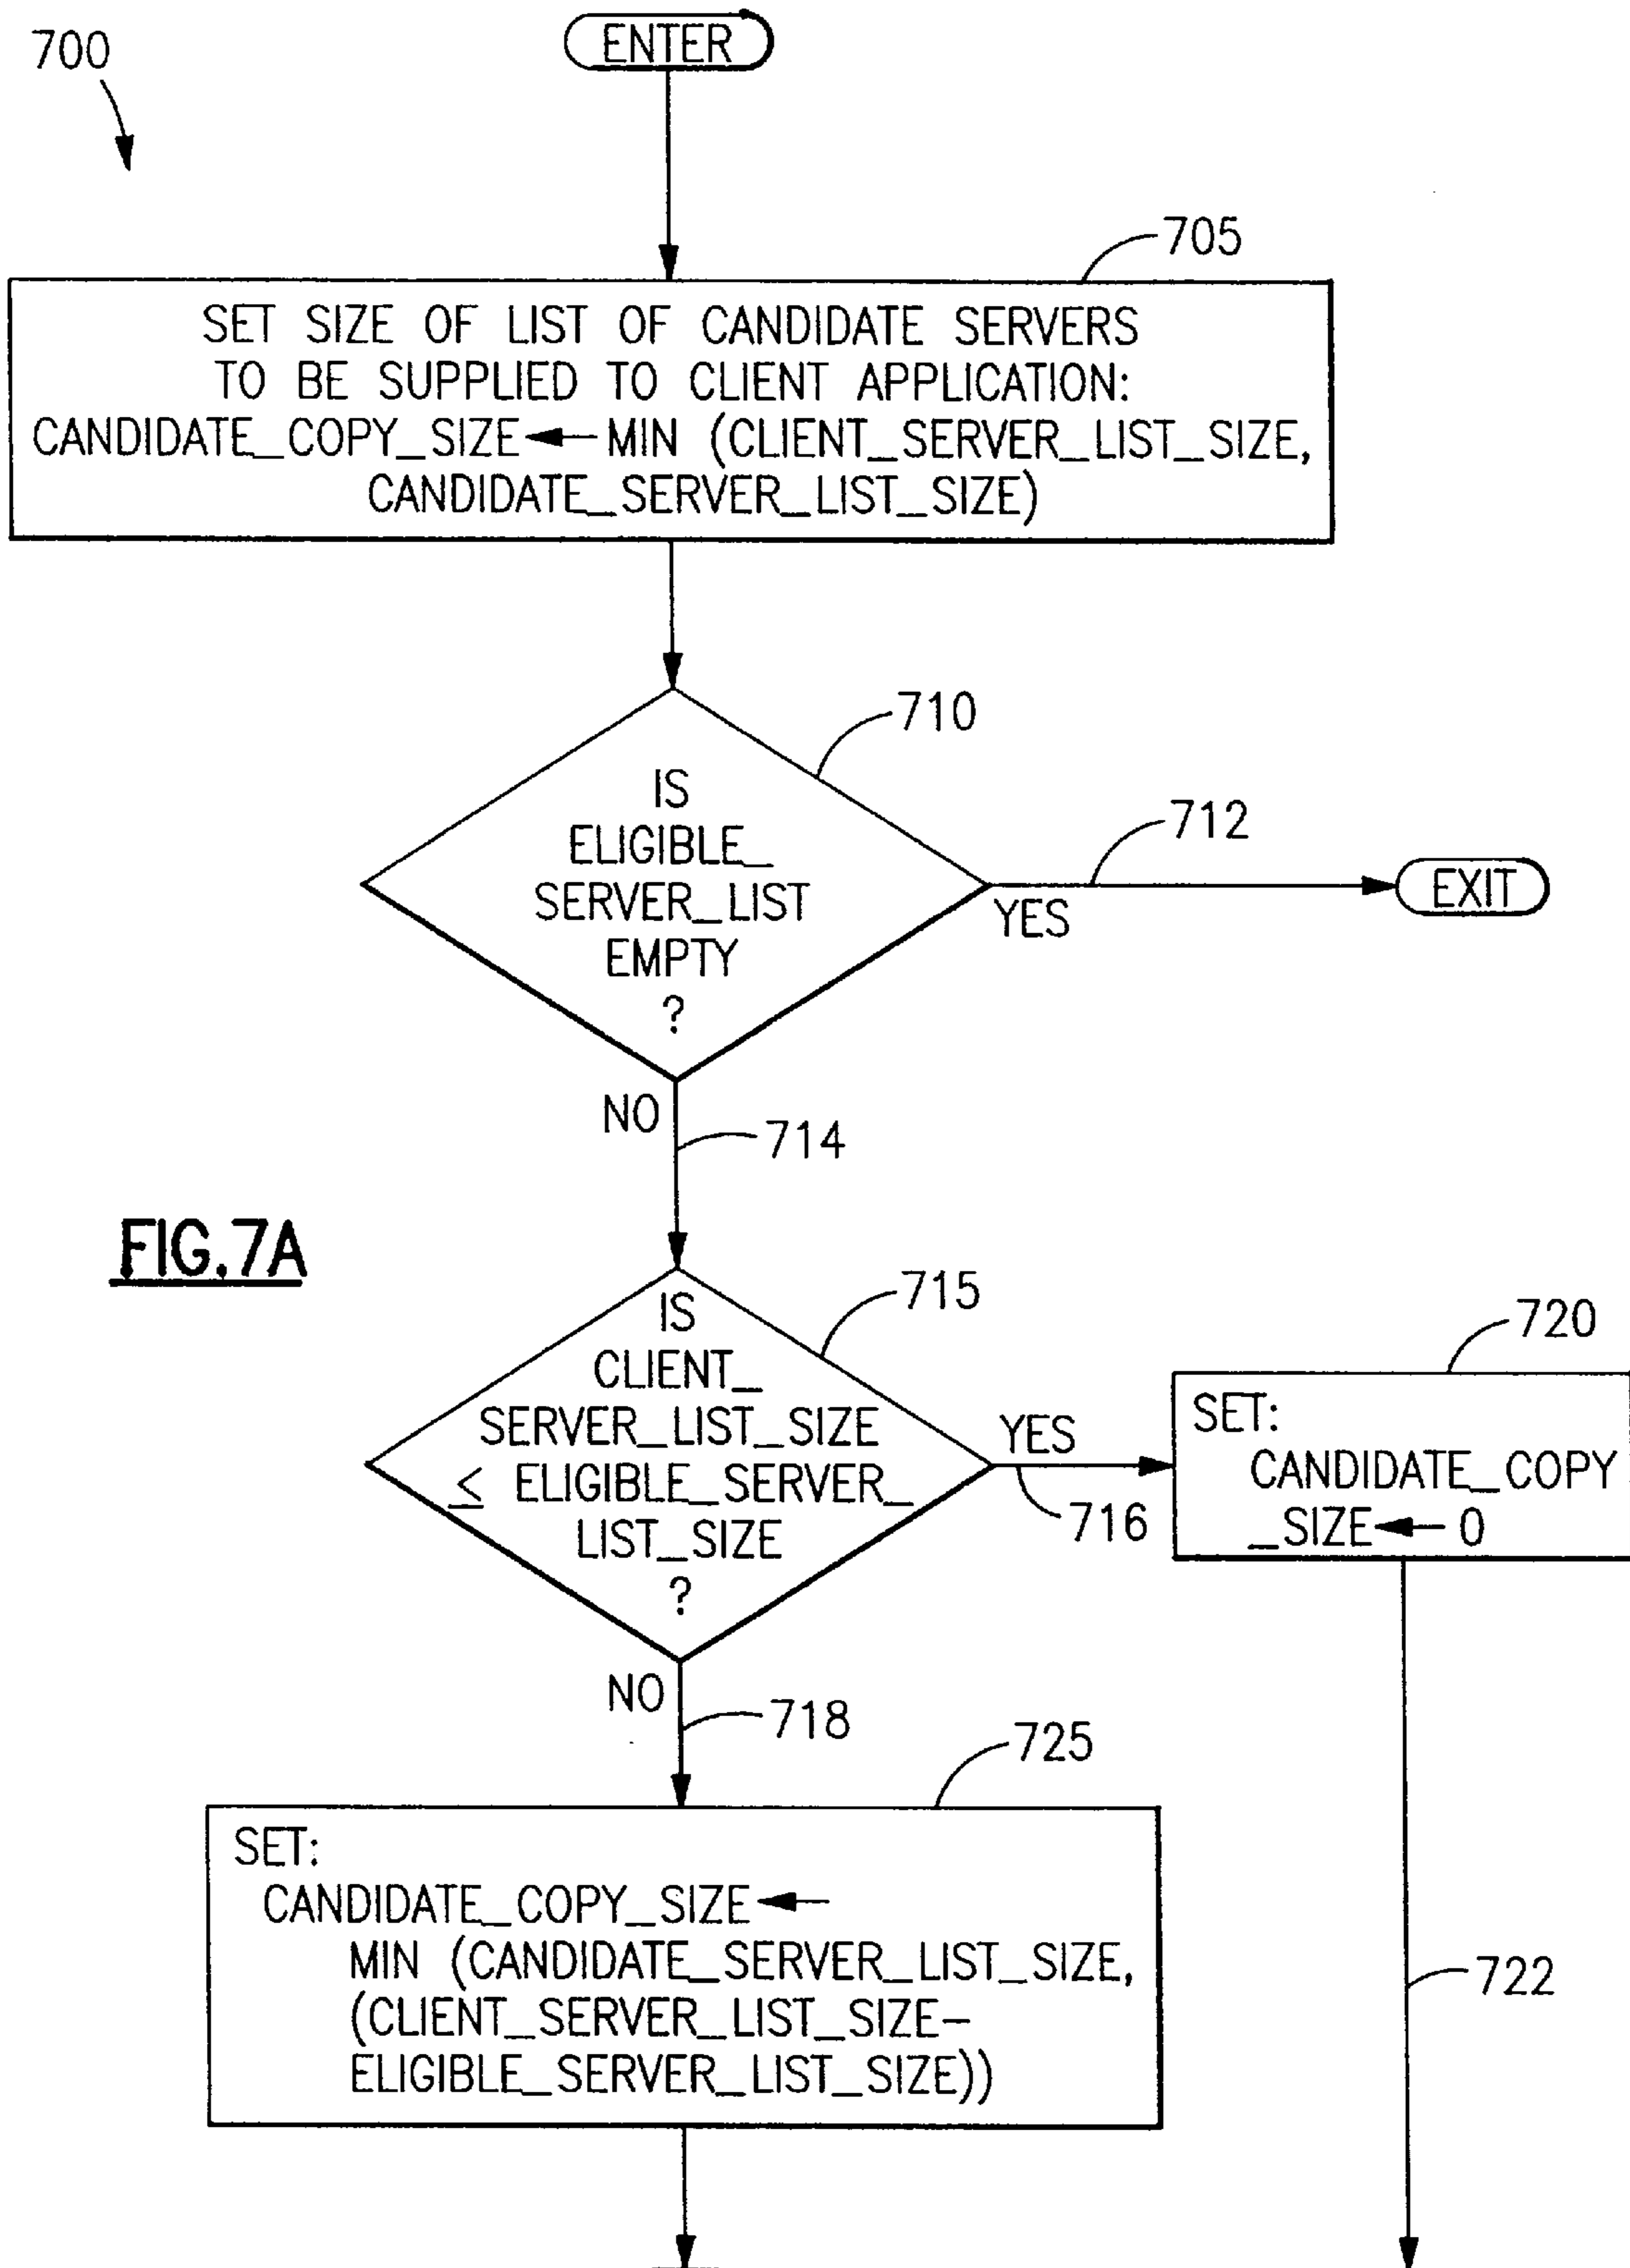 700
ENTER
705
SET SIZE OF LIST OF CANDIDATE SERVERS
TO BE SUPPLIED TO CLIENT APPLICATION:
CANDIDATE_COPY_SIZE ← MIN (CLIENT_SERVER_LIST_SIZE,
CANDIDATE_SERVER_LIST_SIZE)
710
IS
ELIGIBLE_
SERVER_LIST
EMPTY
?
712
YES
EXIT
NO
714
FIG.7A
715
IS
CLIENT_
SERVER_LIST_SIZE
≤ ELIGIBLE_SERVER_
LIST_SIZE
?
YES
716
720
SET:
CANDIDATE_COPY
_SIZE ← 0
NO
718
725
SET:
CANDIDATE_COPY_SIZE ←
MIN (CANDIDATE_SERVER_LIST_SIZE,
(CLIENT_SERVER_LIST_SIZE–
ELIGIBLE_SERVER_LIST_SIZE))
722